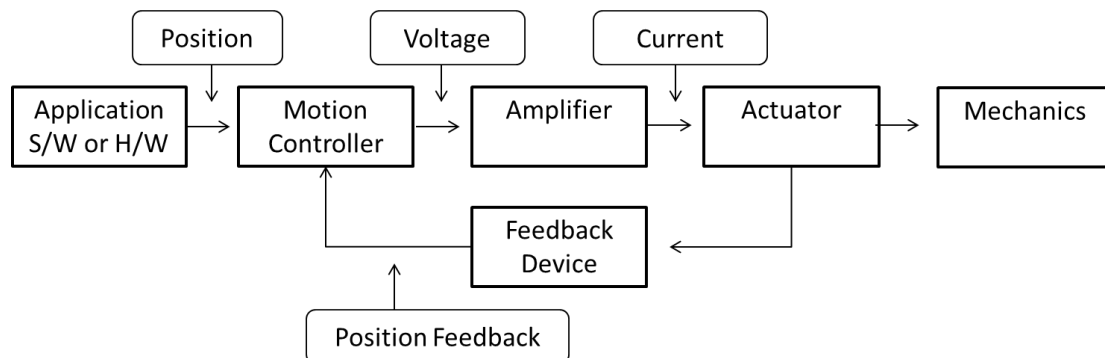 Position
Voltage
Current
Application
S/W or H/W
Motion
Controller
Amplifier
Actuator
Mechanics
Feedback
Device
Position Feedback